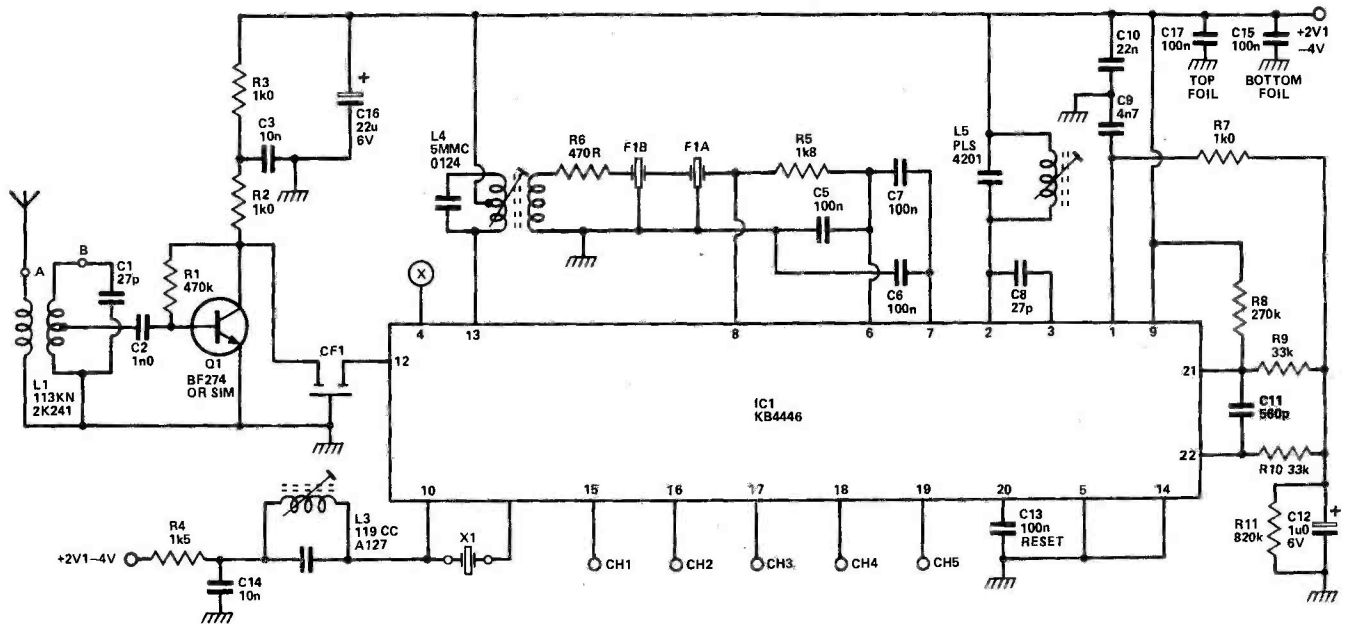 R3
1k0
C3
10n
C16
22u
6V
+
R2
1k0
A
B
C1
27p
R1
470k
C2
1n0
Q1
BF274
OR SIM
L1
113KN
2K241
CF1
L4
5MMC
0124
R6
470R
F1B
F1A
R5
1k8
C5
100n
C7
100n
C6
100n
L5
PLS
4201
C8
27p
C10
22n
C9
4n7
C17
100n
TOP
FOIL
C15
100n
BOTTOM
FOIL
+2V1
–4V
R7
1k0
R8
270k
R9
33k
C11
560p
R10 33k
X
4
13
8
6
7
2
3
1
9
12
IC1
KB4446
21
22
10
15
16
17
18
19
20
5
14
L3
119 CC
A127
X1
R4
1k5
+2V1–4V
C14
10n
CH1
CH2
CH3
CH4
CH5
C13
100n
RESET
R11
820k
C12
1u0
6V
+